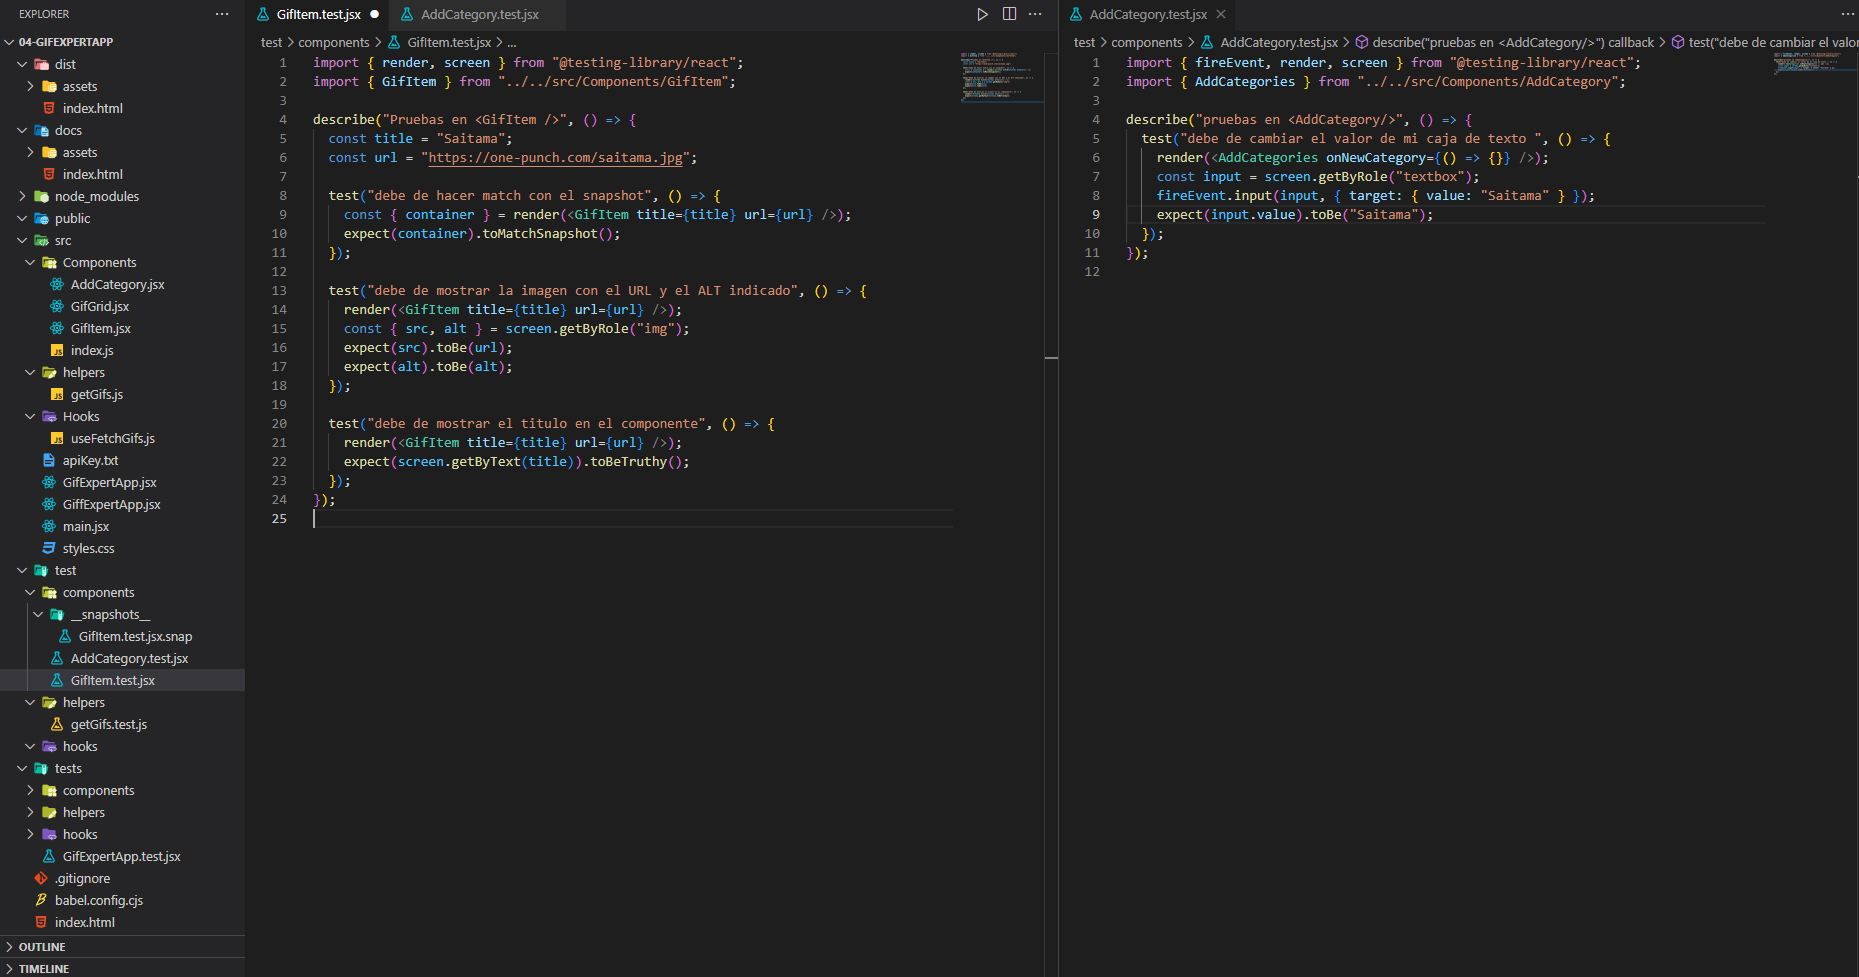 EXPLORER
04-GIFEXPERTAPP
dist
assets
index.html
docs
assets
index.html
node_modules
public
src
Components
AddCategory.jsx
GifGrid.jsx
GifItem.jsx
index.js
helpers
getGifs.js
Hooks
useFetchGifs.js
apiKey.txt
GifExpertApp.jsx
GiffExpertApp.jsx
main.jsx
styles.css
test
components
__snapshots__
GifItem.test.jsx.snap
AddCategory.test.jsx
GifItem.test.jsx
helpers
getGifs.test.js
hooks
tests
components
helpers
hooks
GifExpertApp.test.jsx
.gitignore
babel.config.cjs
index.html
OUTLINE
TIMELINE
GifItem.test.jsx
AddCategory.test.jsx
test > components > GifItem.test.jsx > ...
1 import { render, screen } from "@testing-library/react";
2 import { GifItem } from "../../src/Components/GifItem";
3
4 describe("Pruebas en <GifItem />", () => {
5 const title = "Saitama";
6 const url = "https://one-punch.com/saitama.jpg";
7
8 test("debe de hacer match con el snapshot", () => {
9 const { container } = render(<GifItem title={title} url={url} />);
10 expect(container).toMatchSnapshot();
11 });
12
13 test("debe de mostrar la imagen con el URL y el ALT indicado", () => {
14 render(<GifItem title={title} url={url} />);
15 const { src, alt } = screen.getByRole("img");
16 expect(src).toBe(url);
17 expect(alt).toBe(alt);
18 });
19
20 test("debe de mostrar el titulo en el componente", () => {
21 render(<GifItem title={title} url={url} />);
22 expect(screen.getByText(title)).toBeTruthy();
23 });
24 });
25
AddCategory.test.jsx
test > components > AddCategory.test.jsx > describe("pruebas en <AddCategory/>") callback > test("debe de cambiar el valor
1 import { fireEvent, render, screen } from "@testing-library/react";
2 import { AddCategories } from "../../src/Components/AddCategory";
3
4 describe("pruebas en <AddCategory/>", () => {
5 test("debe de cambiar el valor de mi caja de texto ", () => {
6 render(<AddCategories onNewCategory={() => {}} />);
7 const input = screen.getByRole("textbox");
8 fireEvent.input(input, { target: { value: "Saitama" } });
9 expect(input.value).toBe("Saitama");
10 });
11 });
12